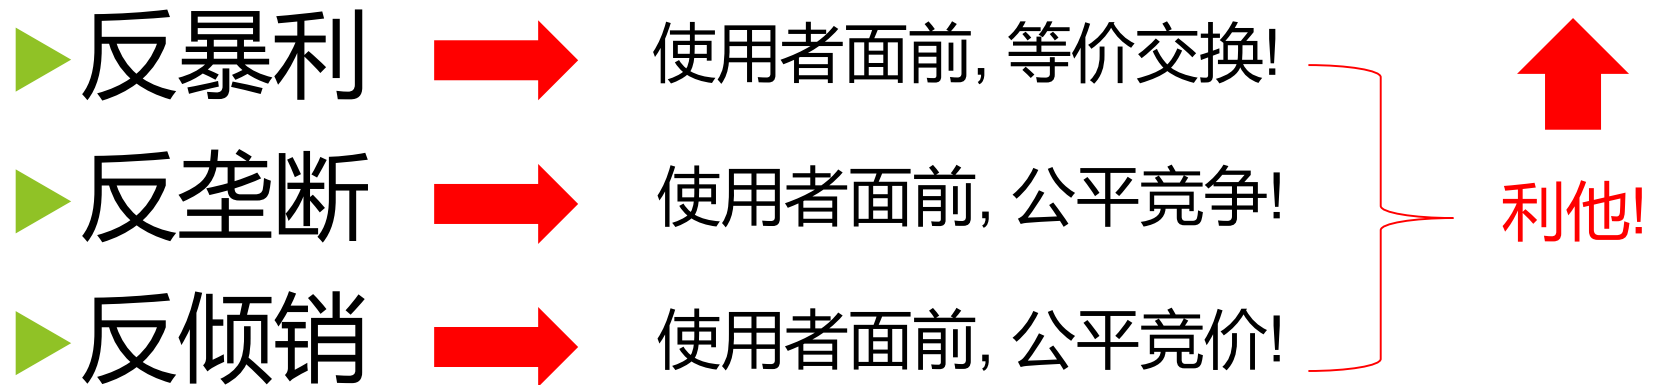 反暴利 使用者面前, 等价交换!
反垄断 使用者面前, 公平竞争!
利他!
反倾销 使用者面前, 公平竞价!